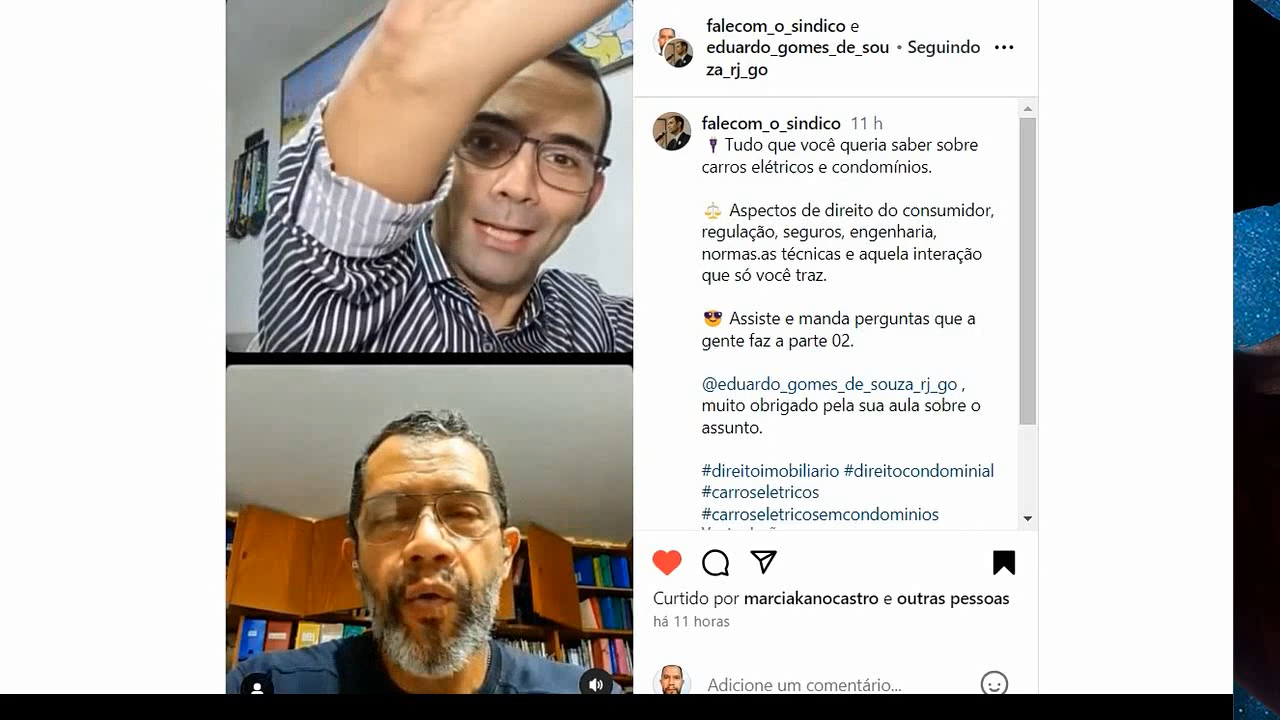 falecom_o_sindico e
eduardo_gomes_de_sou • Seguindo
za_rj_go
falecom_o_sindico 11 h
Tudo que você queria saber sobre
carros elétricos e condomínios.
Aspectos de direito do consumidor,
regulação, seguros, engenharia,
normas.as técnicas e aquela interação
que só você traz.
Assiste e manda perguntas que a
gente faz a parte 02.
@eduardo_gomes_de_souza_rj_go ,
muito obrigado pela sua aula sobre o
assunto.
#direitoimobiliario #direitocondominial
#carroseletricos
#carroseletricosemcondominios
Curtido por marciakanocastro e outras pessoas
há 11 horas
Adicione um comentário...